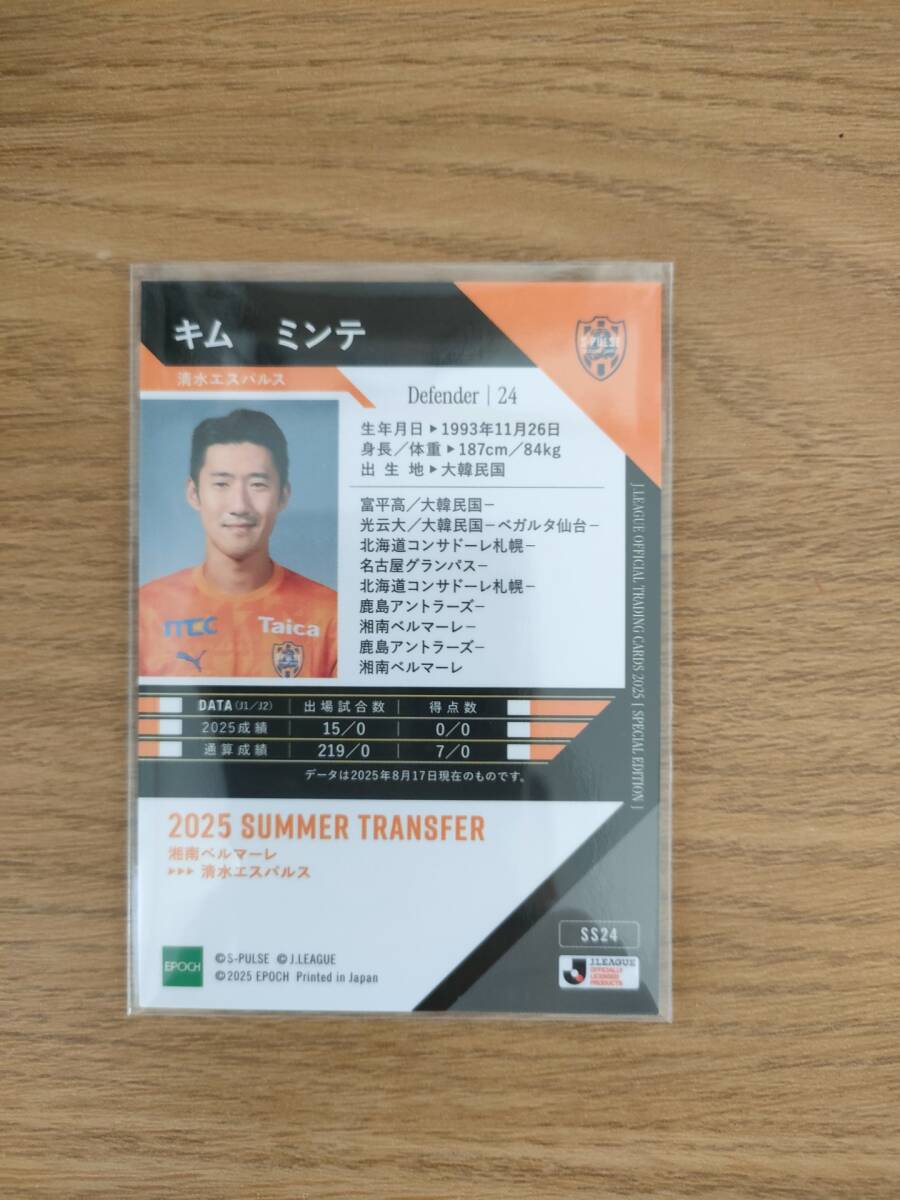 キム ミンテ
清水エスパルス
S-PULSE
Defender | 24
生年月日▶1993年11月26日
身長／体重▶187cm／84kg
出生地▶大韓民国
富平高／大韓民国－
光云大／大韓民国－ベガルタ仙台－
北海道コンサドーレ札幌－
名古屋グランパス－
北海道コンサドーレ札幌－
鹿島アントラーズ－
湘南ベルマーレ－
鹿島アントラーズ－
湘南ベルマーレ
Taica
DATA(J1／J2) 出場試合数 得点数
2025成績 15／0 0／0
通算成績 219／0 7／0
データは2025年8月17日現在のものです。
J.LEAGUE OFFICIAL TRADING CARDS 2025 [ SPECIAL EDITION ]
2025 SUMMER TRANSFER
湘南ベルマーレ
▶▶▶ 清水エスパルス
SS24
EPOCH
©S-PULSE ©J.LEAGUE
©2025 EPOCH Printed in Japan
J.LEAGUE
OFFICIALLY
LICENSED
PRODUCTS